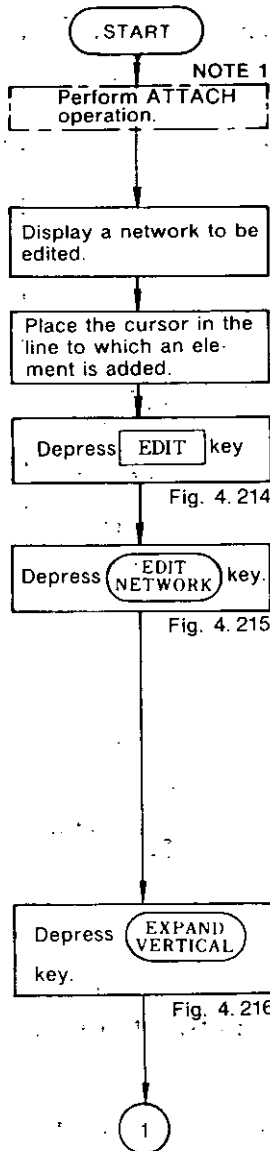 START
NOTE 1
Perform ATTACH
operation.
Display a network to be
edited.
Place the cursor in the
line to which an ele-
ment is added.
Depress EDIT key
Fig. 4.214
Depress EDIT NETWORK key.
Fig. 4.215
Depress EXPAND VERTICAL
key.
Fig. 4.216
1